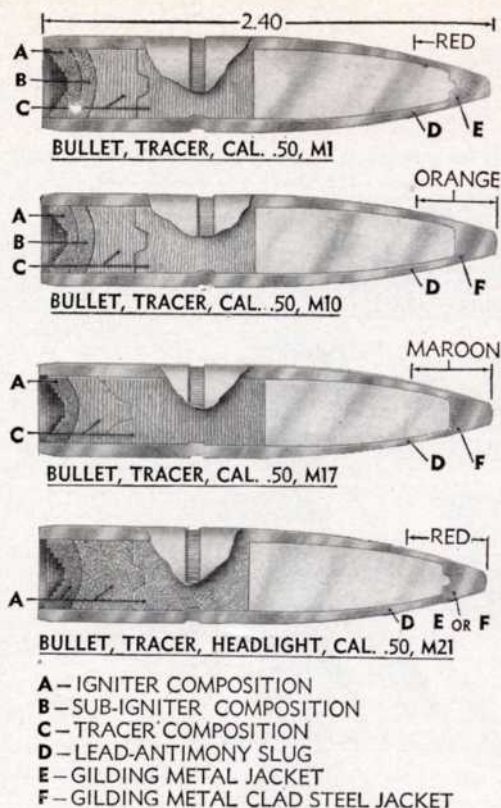 2.40
RED
A
B
C
D E
BULLET, TRACER, CAL. .50, M1
ORANGE
A
B
C
D F
BULLET, TRACER, CAL. .50, M10
MAROON
A
C
D F
BULLET, TRACER, CAL. .50, M17
RED
A
D E OR F
BULLET, TRACER, HEADLIGHT, CAL. .50, M21
A – IGNITER COMPOSITION
B – SUB-IGNITER COMPOSITION
C – TRACER COMPOSITION
D – LEAD-ANTIMONY SLUG
E – GILDING METAL JACKET
F – GILDING METAL CLAD STEEL JACKET